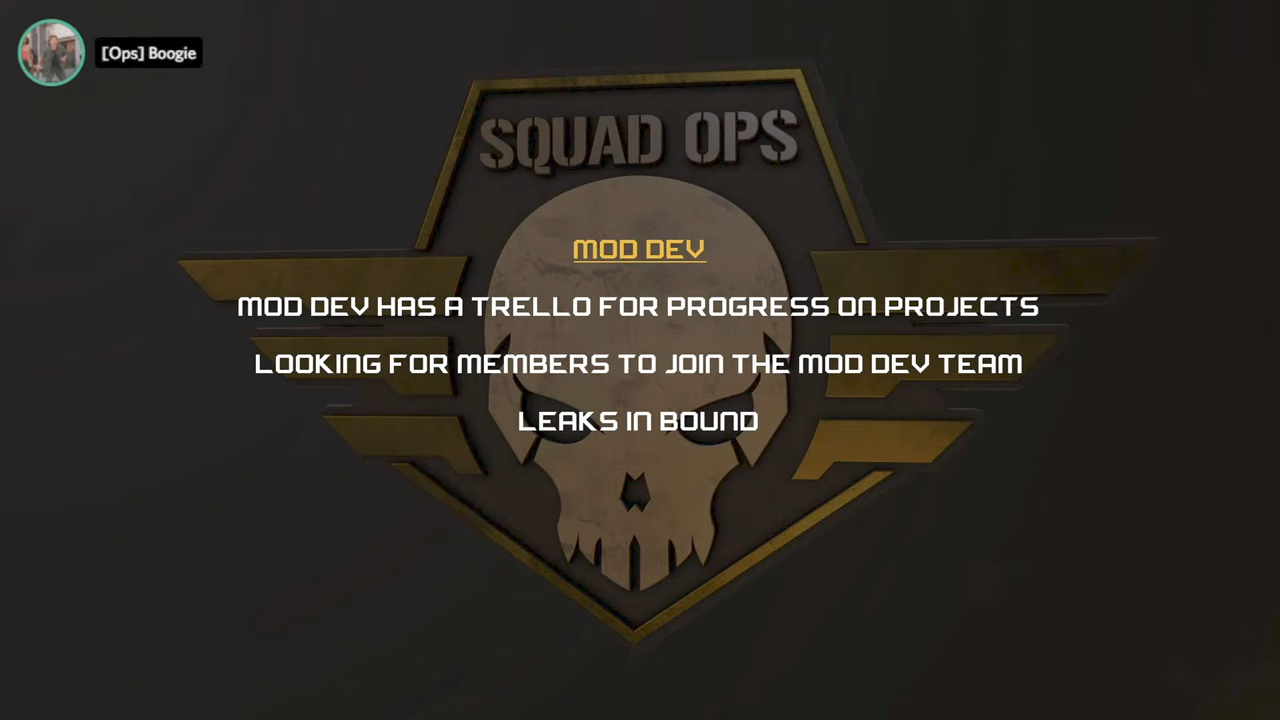 [Ops] Boogie
SQUAD OPS
MOD DEV
MOD DEV HAS A TRELLO FOR PROGRESS ON PROJECTS
LOOKING FOR MEMBERS TO JOIN THE MOD DEV TEAM
LEAKS IN BOUND